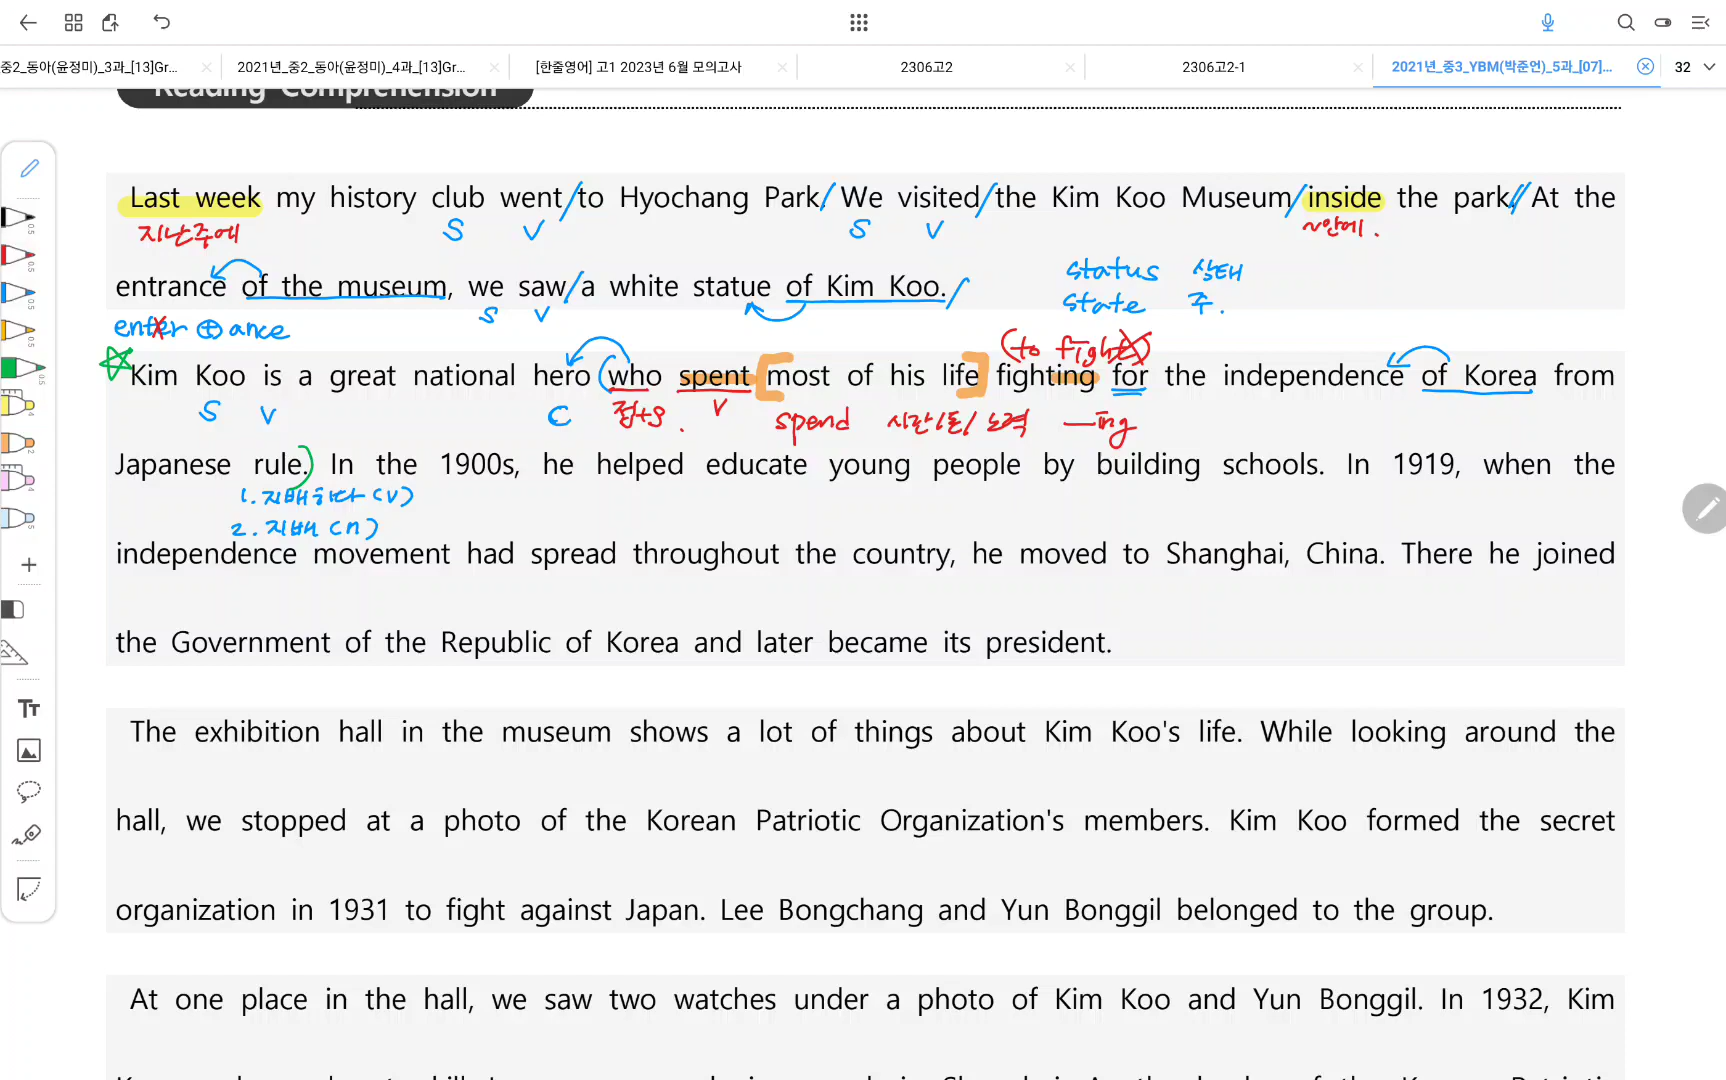 중2_동아(윤정미)_3과_[13]Gr... 2021년_중2_동아(윤정미)_4과_[13]Gr... [한줄영어] 고1 2023년 6월 모의고사 2306고2 2306고2-1 2021년_중3_YBM(박준언)_5과_[07]... 32
Reading Comprehension
Last week my history club went to Hyochang Park. We visited the Kim Koo Museum inside the park. At the
지난주에 S V S V ~안에.
status 상태
entrance of the museum, we saw a white statue of Kim Koo.
S V state 주.
enter ⊕ ance
(to fight)
Kim Koo is a great national hero who spent most of his life fighting for the independence of Korea from
S V C V spend 시간/돈/노력 ㅡing
Japanese rule. In the 1900s, he helped educate young people by building schools. In 1919, when the
1. 지배하다 (v)
2. 지배 (n)
independence movement had spread throughout the country, he moved to Shanghai, China. There he joined
the Government of the Republic of Korea and later became its president.
The exhibition hall in the museum shows a lot of things about Kim Koo's life. While looking around the
hall, we stopped at a photo of the Korean Patriotic Organization's members. Kim Koo formed the secret
organization in 1931 to fight against Japan. Lee Bongchang and Yun Bonggil belonged to the group.
At one place in the hall, we saw two watches under a photo of Kim Koo and Yun Bonggil. In 1932, Kim